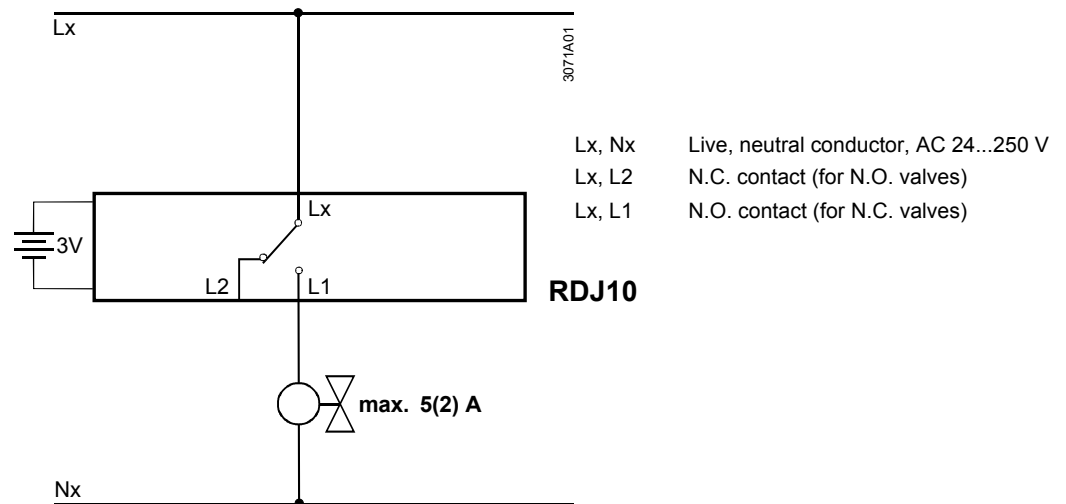 Lx
3071A01
Lx, Nx Live, neutral conductor, AC 24...250 V
Lx, L2 N.C. contact (for N.O. valves)
Lx, L1 N.O. contact (for N.C. valves)
Lx
3V
L2 L1
RDJ10
max. 5(2) A
Nx